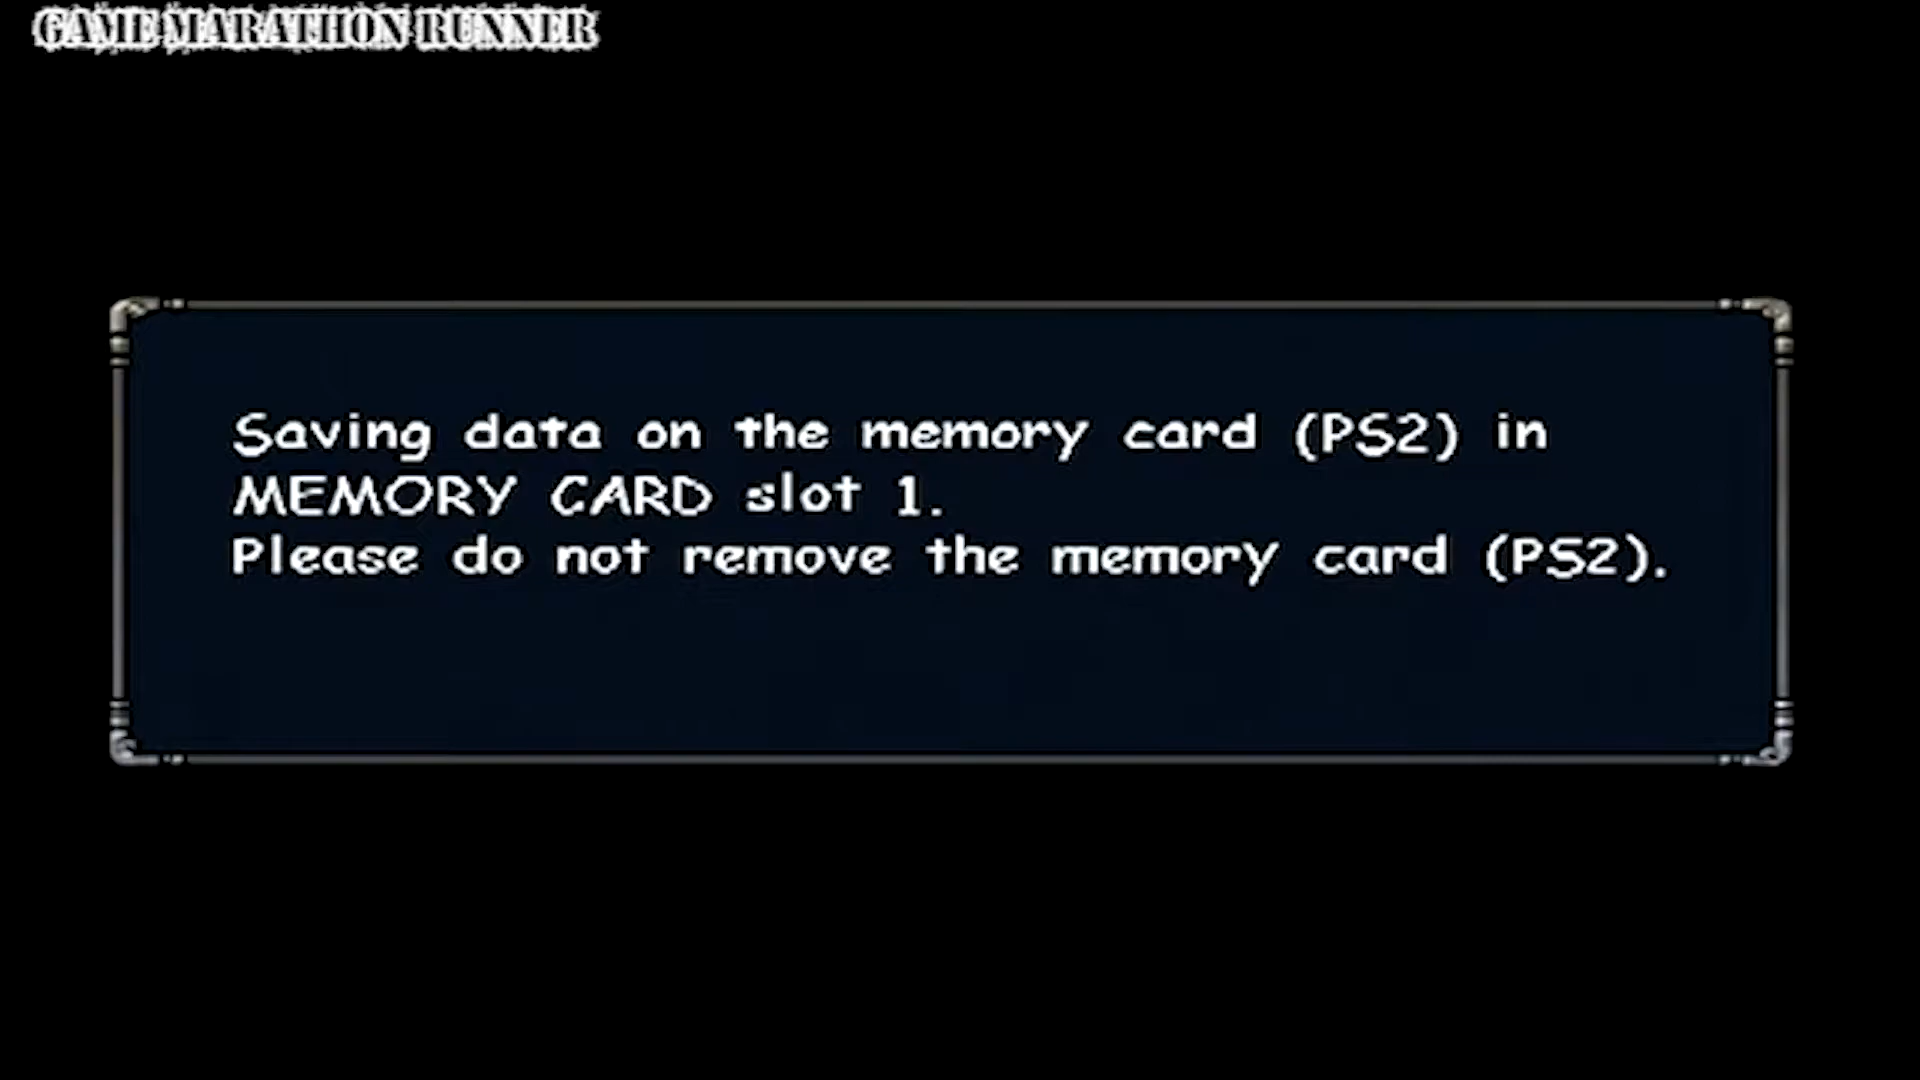 GAME MARATHON RUNNER
Saving data on the memory card (PS2) in
MEMORY CARD slot 1.
Please do not remove the memory card (PS2).